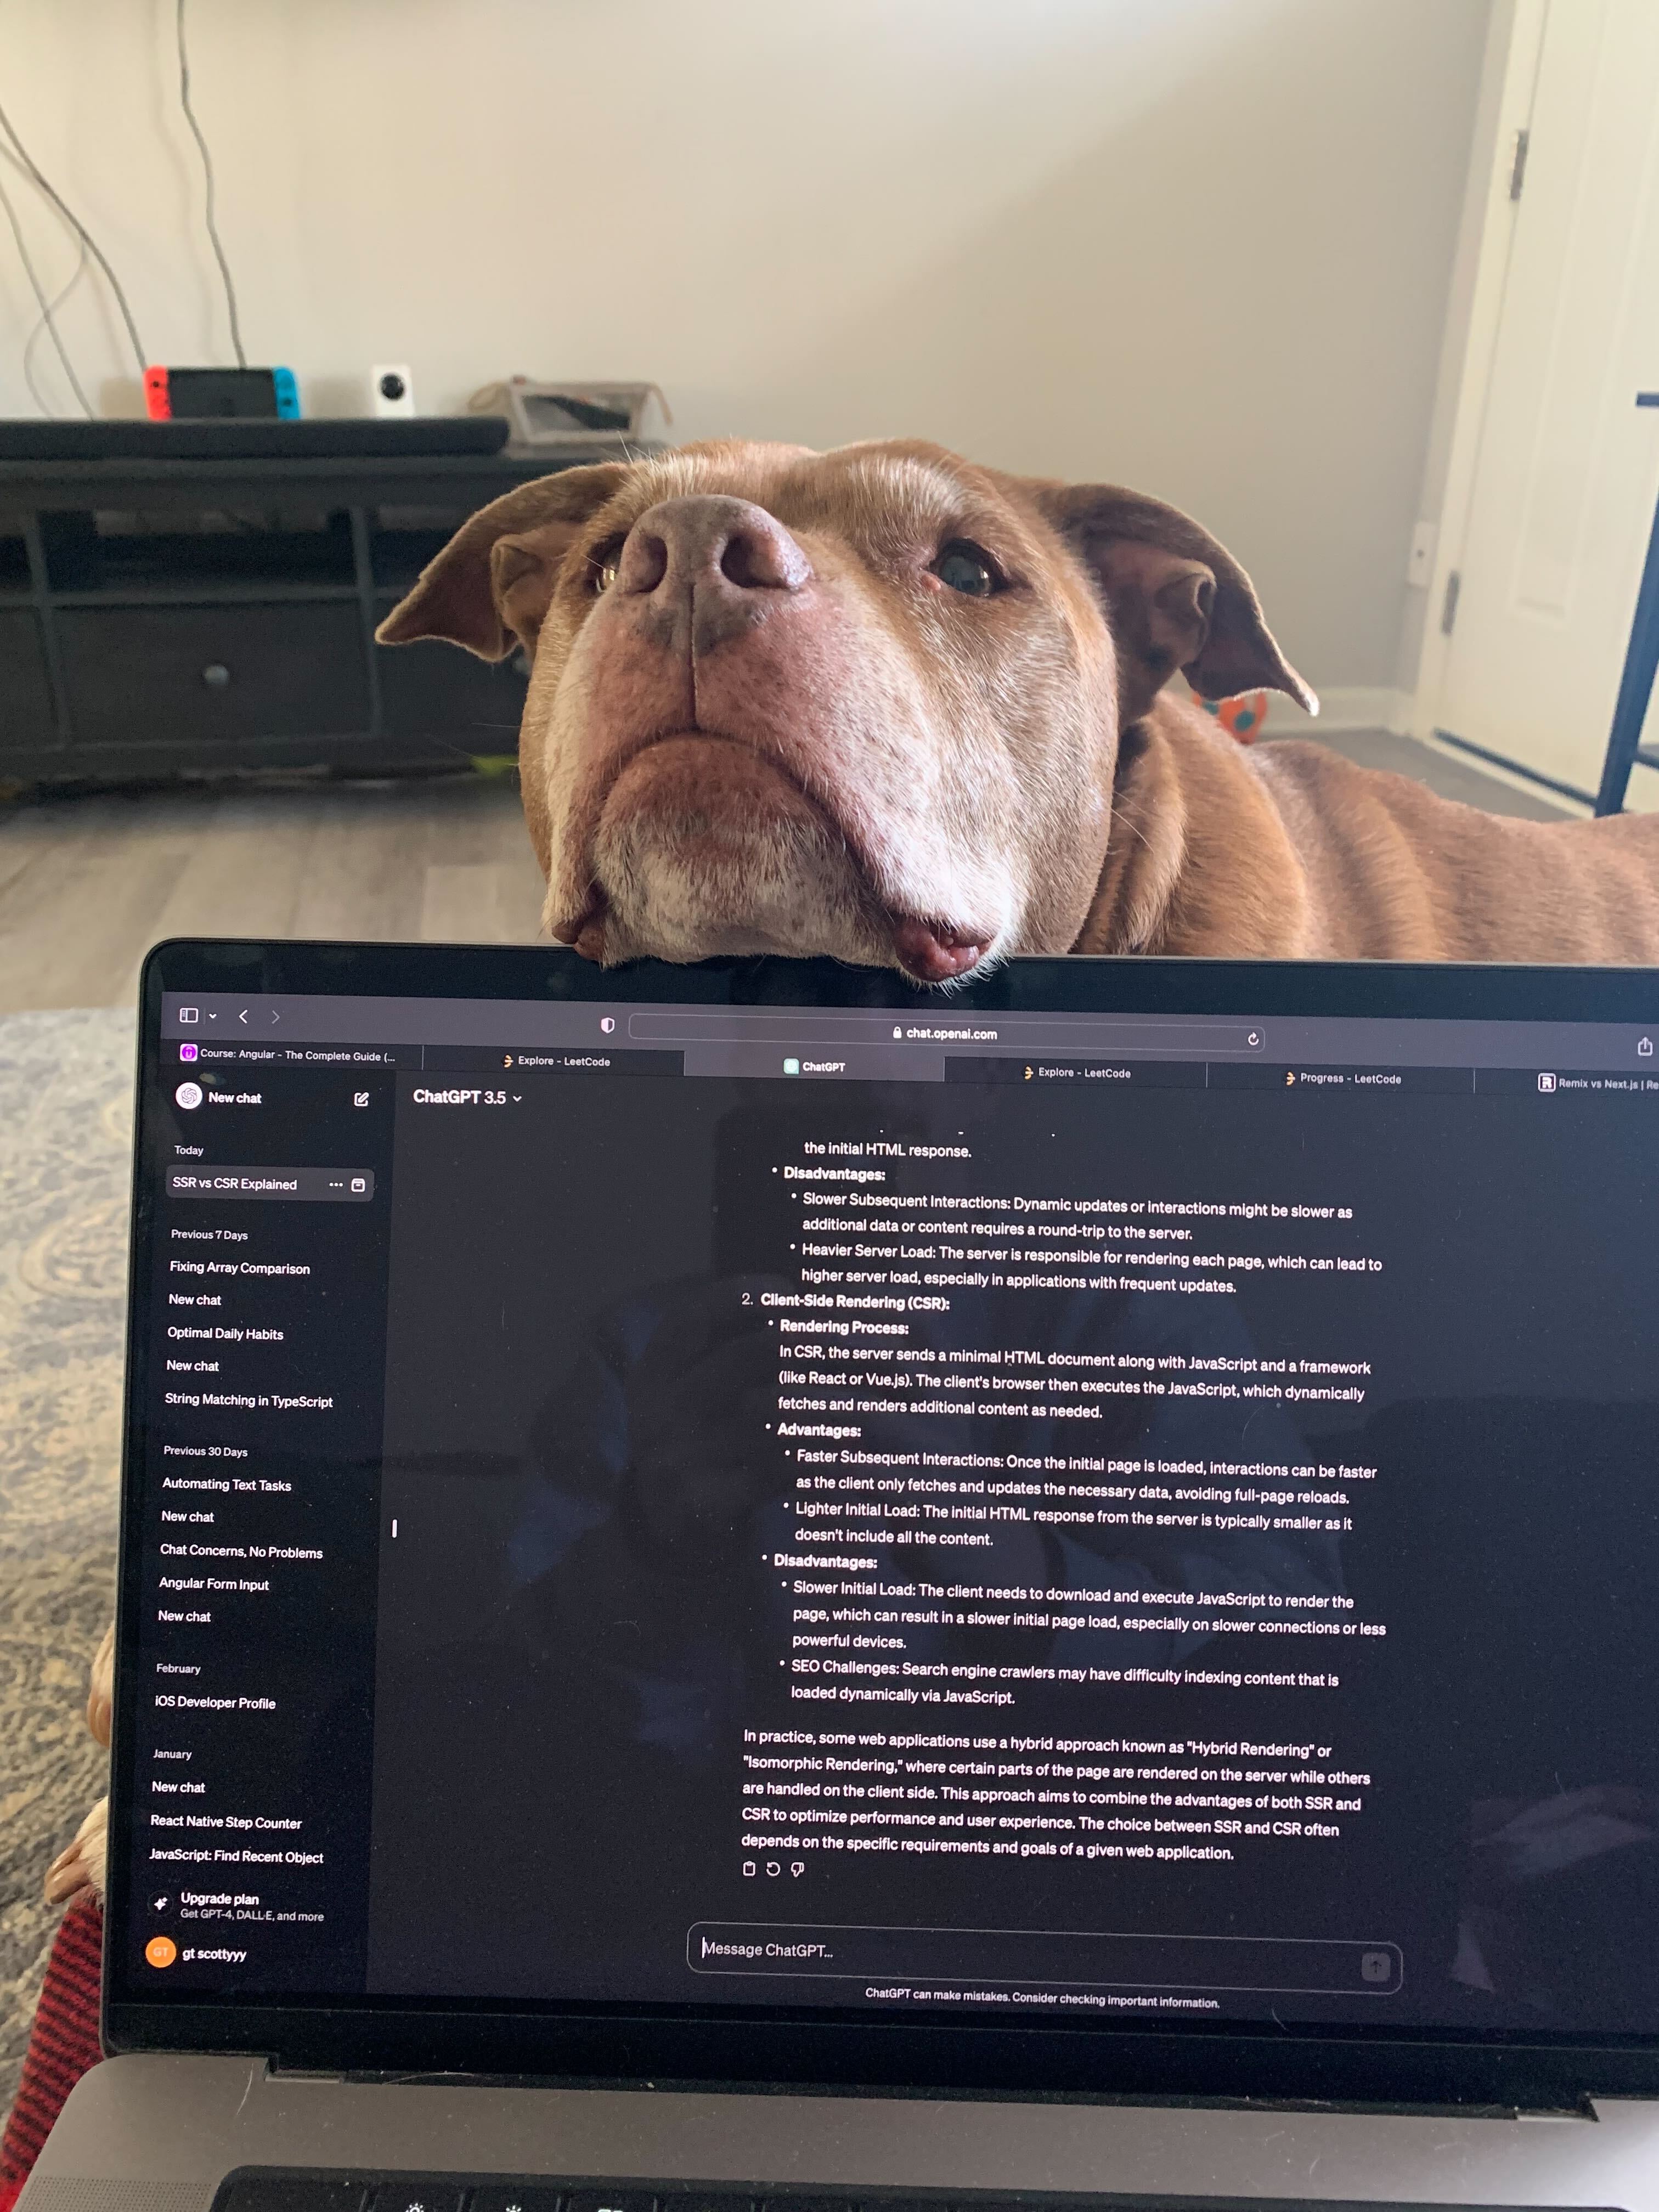 chat.openai.com
Course: Angular - The Complete Guide (...
Explore - LeetCode
ChatGPT
Explore - LeetCode
Progress - LeetCode
Remix vs Next.js | Re
New chat
Today
SSR vs CSR Explained
Previous 7 Days
Fixing Array Comparison
New chat
Optimal Daily Habits
New chat
String Matching in TypeScript
Previous 30 Days
Automating Text Tasks
New chat
Chat Concerns, No Problems
Angular Form Input
New chat
February
iOS Developer Profile
January
New chat
React Native Step Counter
JavaScript: Find Recent Object
Upgrade plan
Get GPT-4, DALL·E, and more
GT
gt scottyyy
ChatGPT 3.5
the initial HTML response.
• Disadvantages:
• Slower Subsequent Interactions: Dynamic updates or interactions might be slower as
additional data or content requires a round-trip to the server.
• Heavier Server Load: The server is responsible for rendering each page, which can lead to
higher server load, especially in applications with frequent updates.
2. Client-Side Rendering (CSR):
• Rendering Process:
In CSR, the server sends a minimal HTML document along with JavaScript and a framework
(like React or Vue.js). The client's browser then executes the JavaScript, which dynamically
fetches and renders additional content as needed.
• Advantages:
• Faster Subsequent Interactions: Once the initial page is loaded, interactions can be faster
as the client only fetches and updates the necessary data, avoiding full-page reloads.
• Lighter Initial Load: The initial HTML response from the server is typically smaller as it
doesn't include all the content.
• Disadvantages:
• Slower Initial Load: The client needs to download and execute JavaScript to render the
page, which can result in a slower initial page load, especially on slower connections or less
powerful devices.
• SEO Challenges: Search engine crawlers may have difficulty indexing content that is
loaded dynamically via JavaScript.
In practice, some web applications use a hybrid approach known as "Hybrid Rendering" or
"Isomorphic Rendering," where certain parts of the page are rendered on the server while others
are handled on the client side. This approach aims to combine the advantages of both SSR and
CSR to optimize performance and user experience. The choice between SSR and CSR often
depends on the specific requirements and goals of a given web application.
Message ChatGPT...
ChatGPT can make mistakes. Consider checking important information.